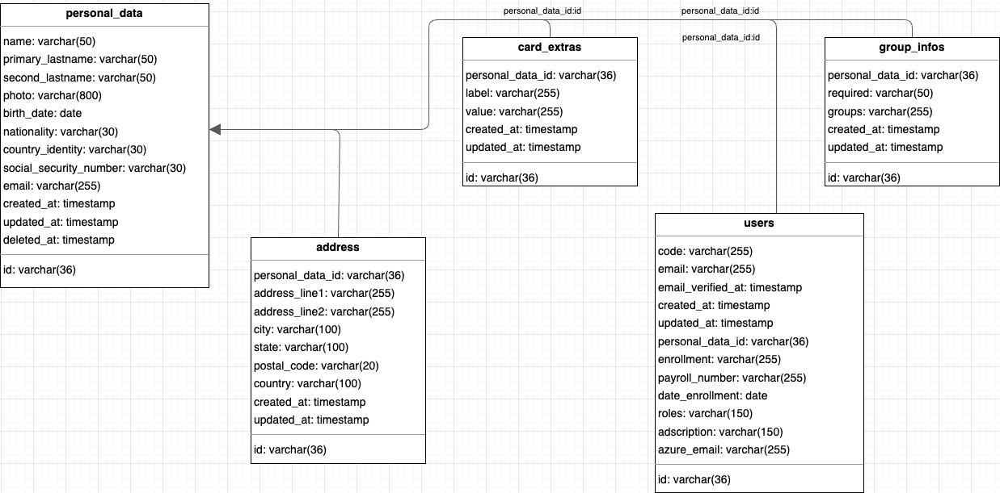 personal_data
name: varchar(50)
primary_lastname: varchar(50)
second_lastname: varchar(50)
photo: varchar(800)
birth_date: date
nationality: varchar(30)
country_identity: varchar(30)
social_security_number: varchar(30)
email: varchar(255)
created_at: timestamp
updated_at: timestamp
deleted_at: timestamp
id: varchar(36)
personal_data_id:id
personal_data_id:id
personal_data_id:id
card_extras
personal_data_id: varchar(36)
label: varchar(255)
value: varchar(255)
created_at: timestamp
updated_at: timestamp
id: varchar(36)
group_infos
personal_data_id: varchar(36)
required: varchar(50)
groups: varchar(255)
created_at: timestamp
updated_at: timestamp
id: varchar(36)
address
personal_data_id: varchar(36)
address_line1: varchar(255)
address_line2: varchar(255)
city: varchar(100)
state: varchar(100)
postal_code: varchar(20)
country: varchar(100)
created_at: timestamp
updated_at: timestamp
id: varchar(36)
users
code: varchar(255)
email: varchar(255)
email_verified_at: timestamp
created_at: timestamp
updated_at: timestamp
personal_data_id: varchar(36)
enrollment: varchar(255)
payroll_number: varchar(255)
date_enrollment: date
roles: varchar(150)
adscription: varchar(150)
azure_email: varchar(255)
id: varchar(36)